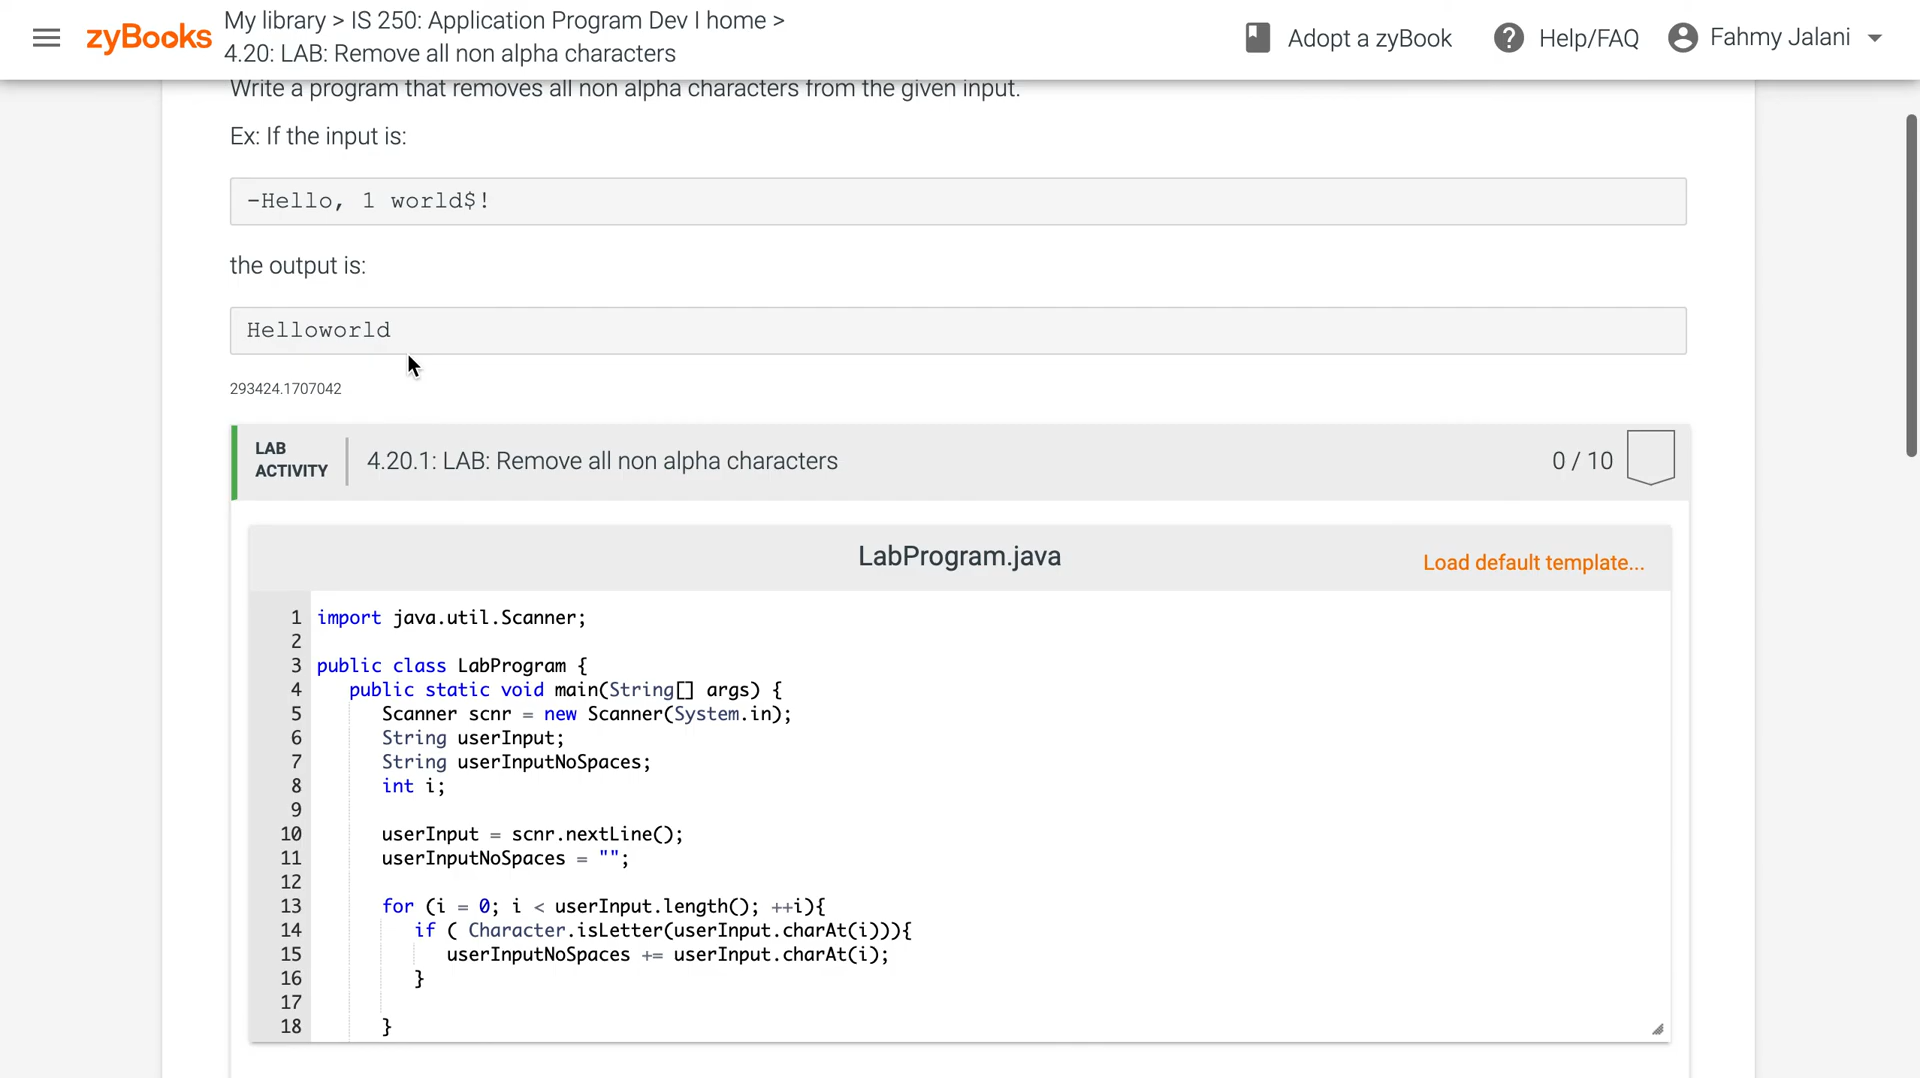 zyBooks
My library > IS 250: Application Program Dev I home >
4.20: LAB: Remove all non alpha characters
Adopt a zyBook
Help/FAQ
Fahmy Jalani
Write a program that removes all non alpha characters from the given input.
Ex: If the input is:
-Hello, 1 world$!
the output is:
Helloworld
293424.1707042
LAB
ACTIVITY
4.20.1: LAB: Remove all non alpha characters
0 / 10
LabProgram.java
Load default template...
1 import java.util.Scanner;
2
3 public class LabProgram {
4    public static void main(String[] args) {
5       Scanner scnr = new Scanner(System.in);
6       String userInput;
7       String userInputNoSpaces;
8       int i;
9
10       userInput = scnr.nextLine();
11       userInputNoSpaces = "";
12
13       for (i = 0; i < userInput.length(); ++i){
14          if ( Character.isLetter(userInput.charAt(i))){
15             userInputNoSpaces += userInput.charAt(i);
16          }
17
18       }